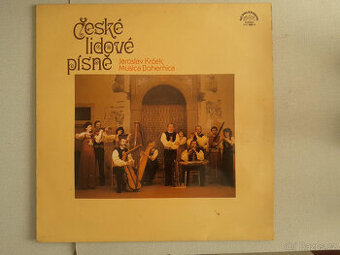 České
lidové
písně
Jaroslav Krček
Musica Bohemica